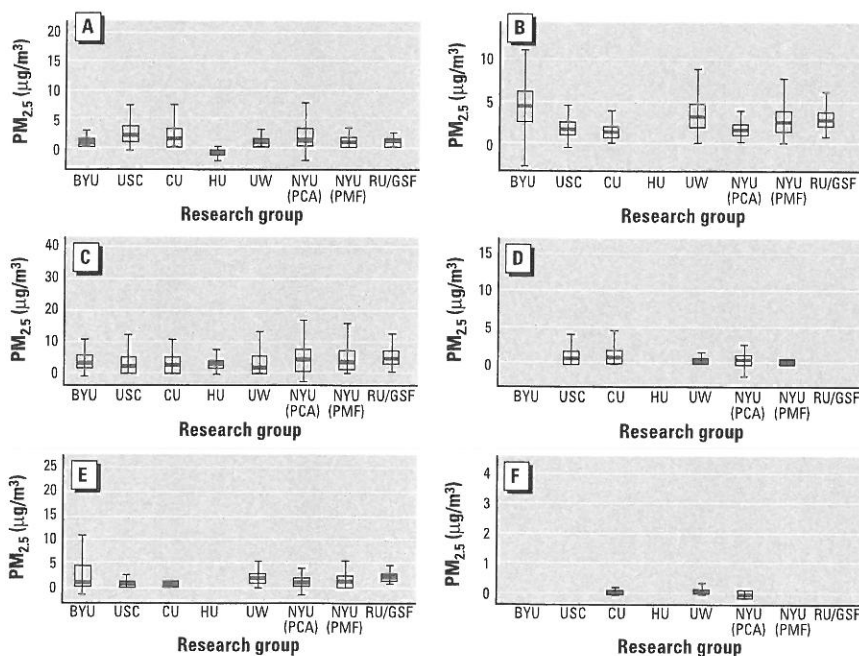 A
PM2.5 (μg/m³)
20
15
10
5
0
BYU USC CU HU UW NYU NYU RU/GSF
(PCA) (PMF)
Research group
B
PM2.5 (μg/m³)
10
5
0
BYU USC CU HU UW NYU NYU RU/GSF
(PCA) (PMF)
Research group
C
PM2.5 (μg/m³)
40
30
20
10
0
BYU USC CU HU UW NYU NYU RU/GSF
(PCA) (PMF)
Research group
D
PM2.5 (μg/m³)
15
10
5
0
BYU USC CU HU UW NYU NYU RU/GSF
(PCA) (PMF)
Research group
E
PM2.5 (μg/m³)
25
20
15
10
5
0
BYU USC CU HU UW NYU NYU RU/GSF
(PCA) (PMF)
Research group
F
PM2.5 (μg/m³)
4
3
2
1
0
BYU USC CU HU UW NYU NYU RU/GSF
(PCA) (PMF)
Research group